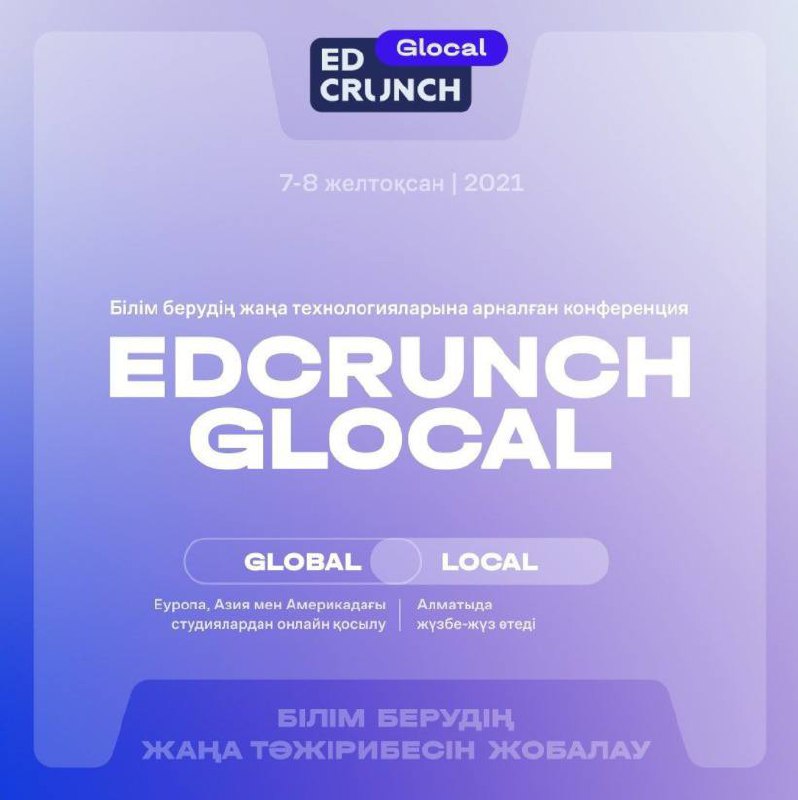 ED Glocal
CRUNCH
7-8 желтоқсан | 2021
Білім берудің жаңа технологияларына арналған конференция
EDCRUNCH
GLOCAL
GLOBAL LOCAL
Еуропа, Азия мен Америкадағы
студиялардан онлайн қосылу
Алматыда
жүзбе-жүз өтеді
БІЛІМ БЕРУДІҢ
ЖАҢА ТӘЖІРИБЕСІН ЖОБАЛАУ